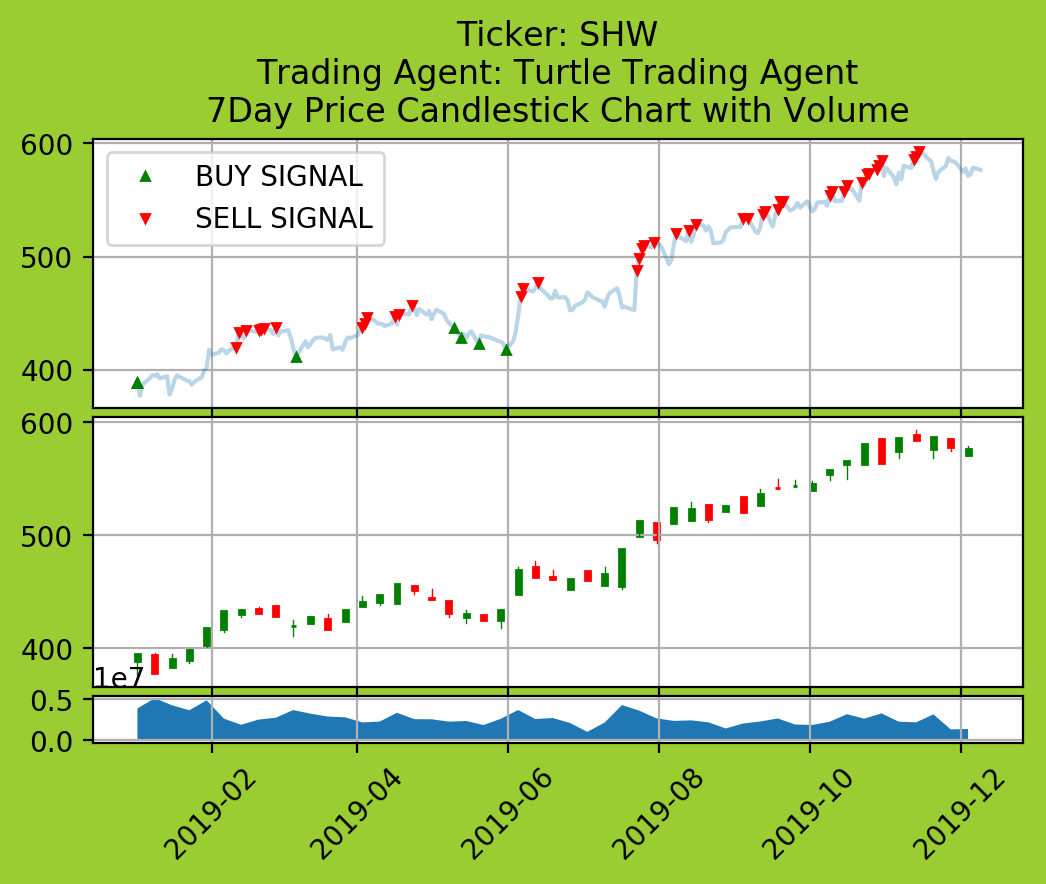 Ticker: SHW
Trading Agent: Turtle Trading Agent
7Day Price Candlestick Chart with Volume
600
BUY SIGNAL
SELL SIGNAL
500
400
600
500
400
1e7
0.5
0.0
2019-02
2019-04
2019-06
2019-08
2019-10
2019-12